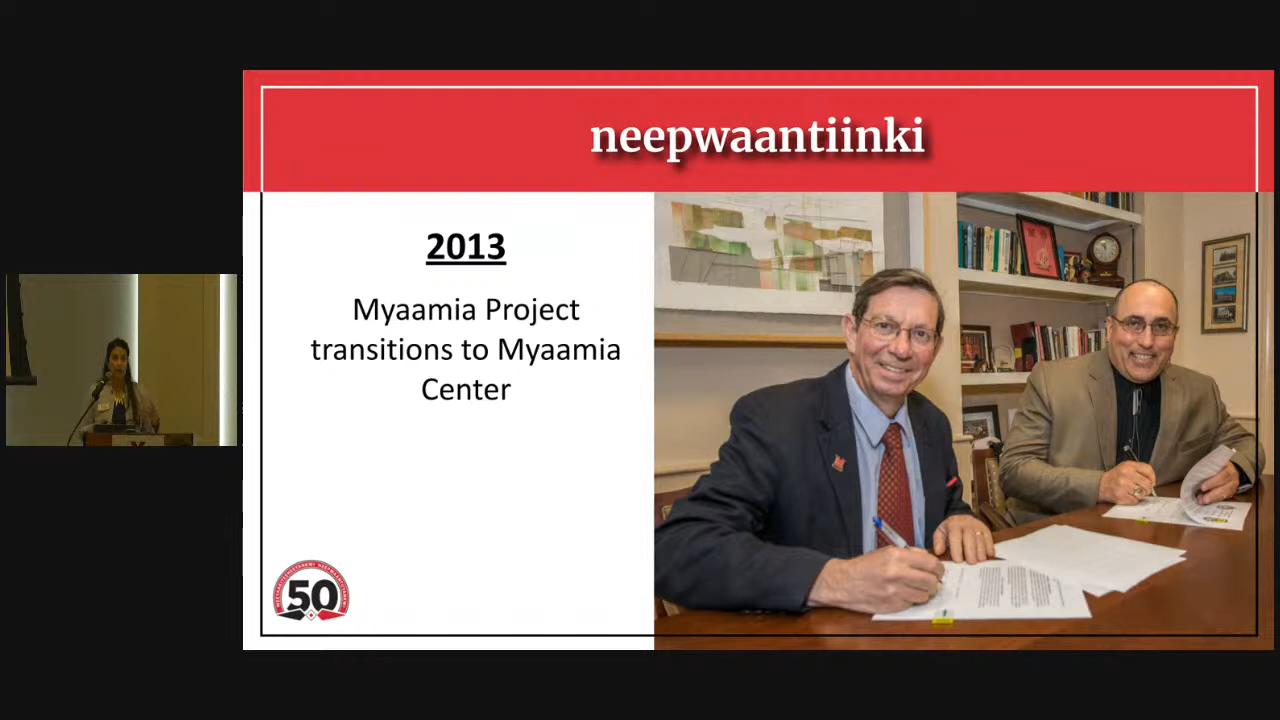 neepwaantiinki
2013
Myaamia Project
transitions to Myaamia
Center
50